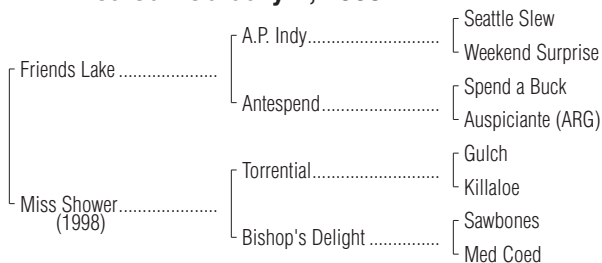 Seattle Slew
A.P. Indy..............................
Weekend Surprise
Friends Lake .....................
Spend a Buck
Antespend...........................
Auspiciante (ARG)
Gulch
Torrential.............................
Killaloe
Miss Shower.....................
(1998)
Sawbones
Bishop's Delight ................
Med Coed